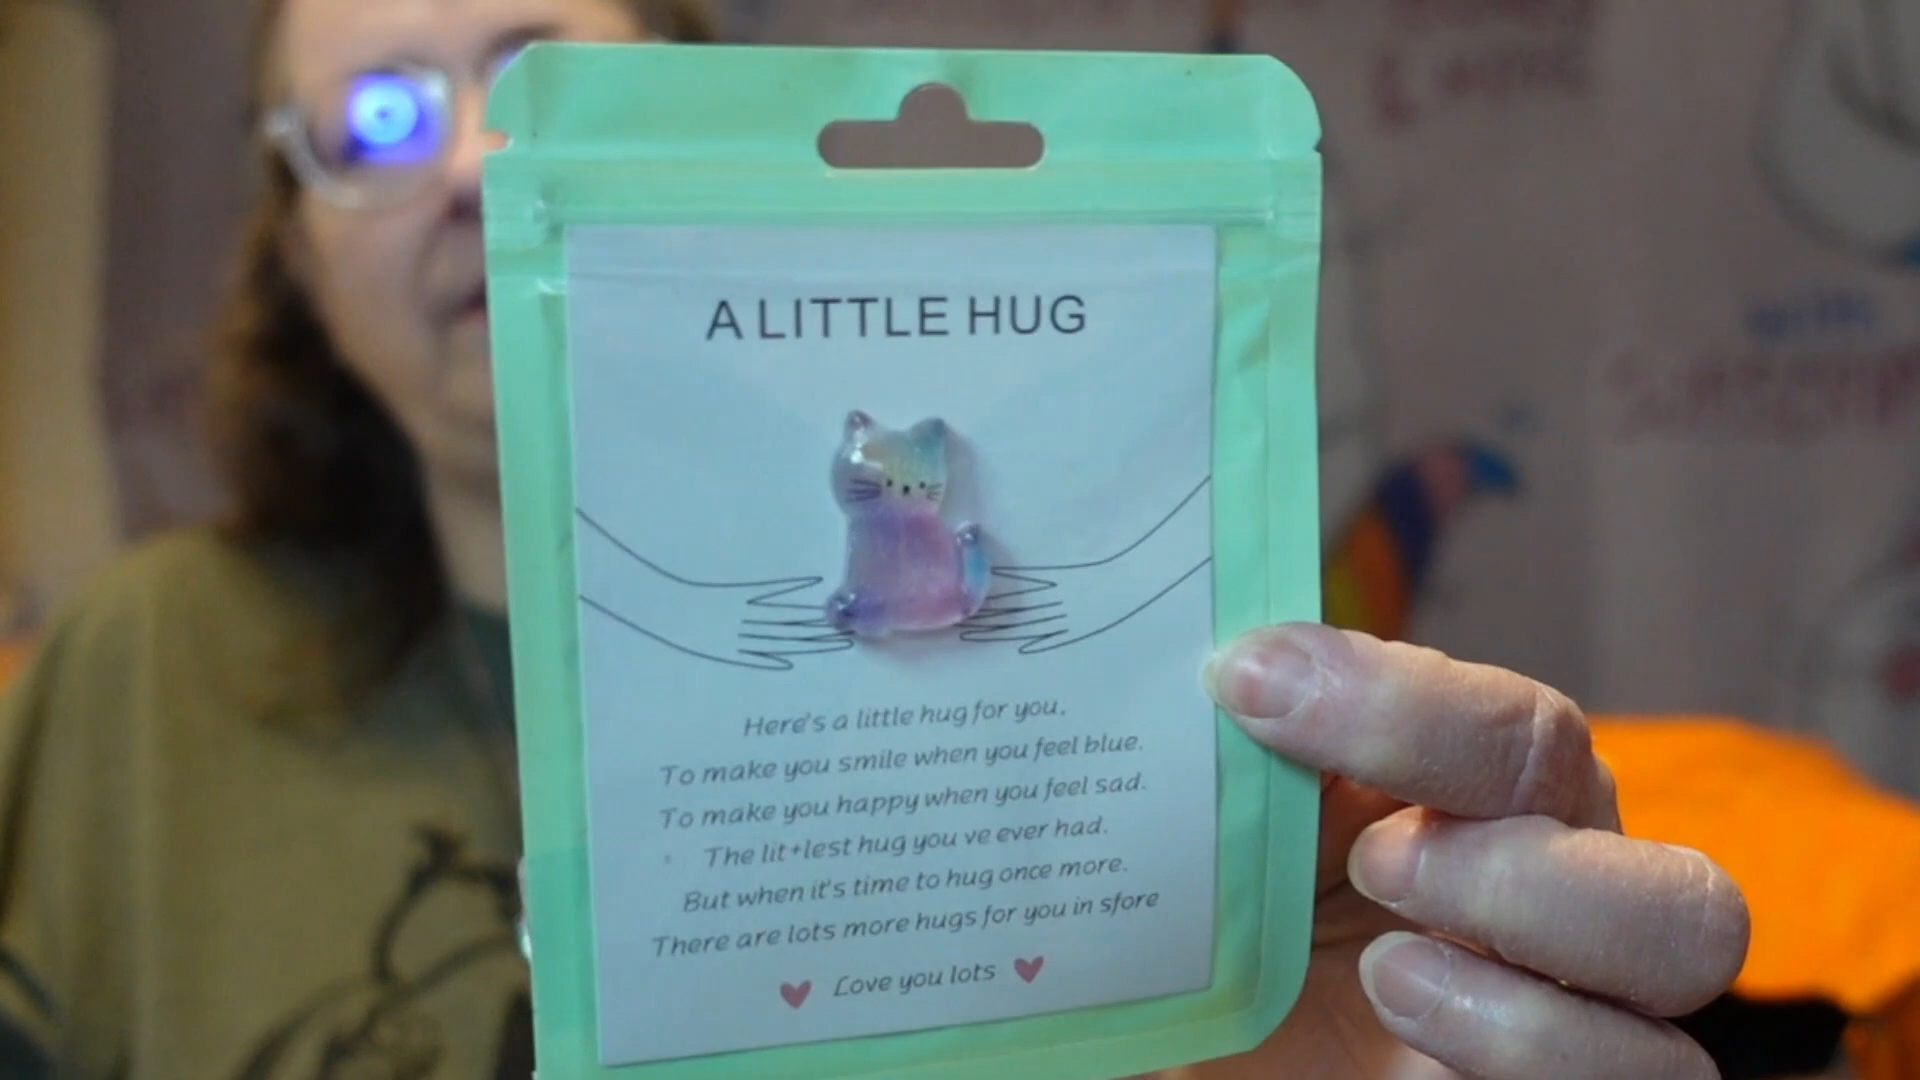 A LITTLE HUG
Here's a little hug for you.
To make you smile when you feel blue.
To make you happy when you feel sad.
The lit+lest hug you ve ever had.
But when it's time to hug once more.
There are lots more hugs for you in sfore
Love you lots